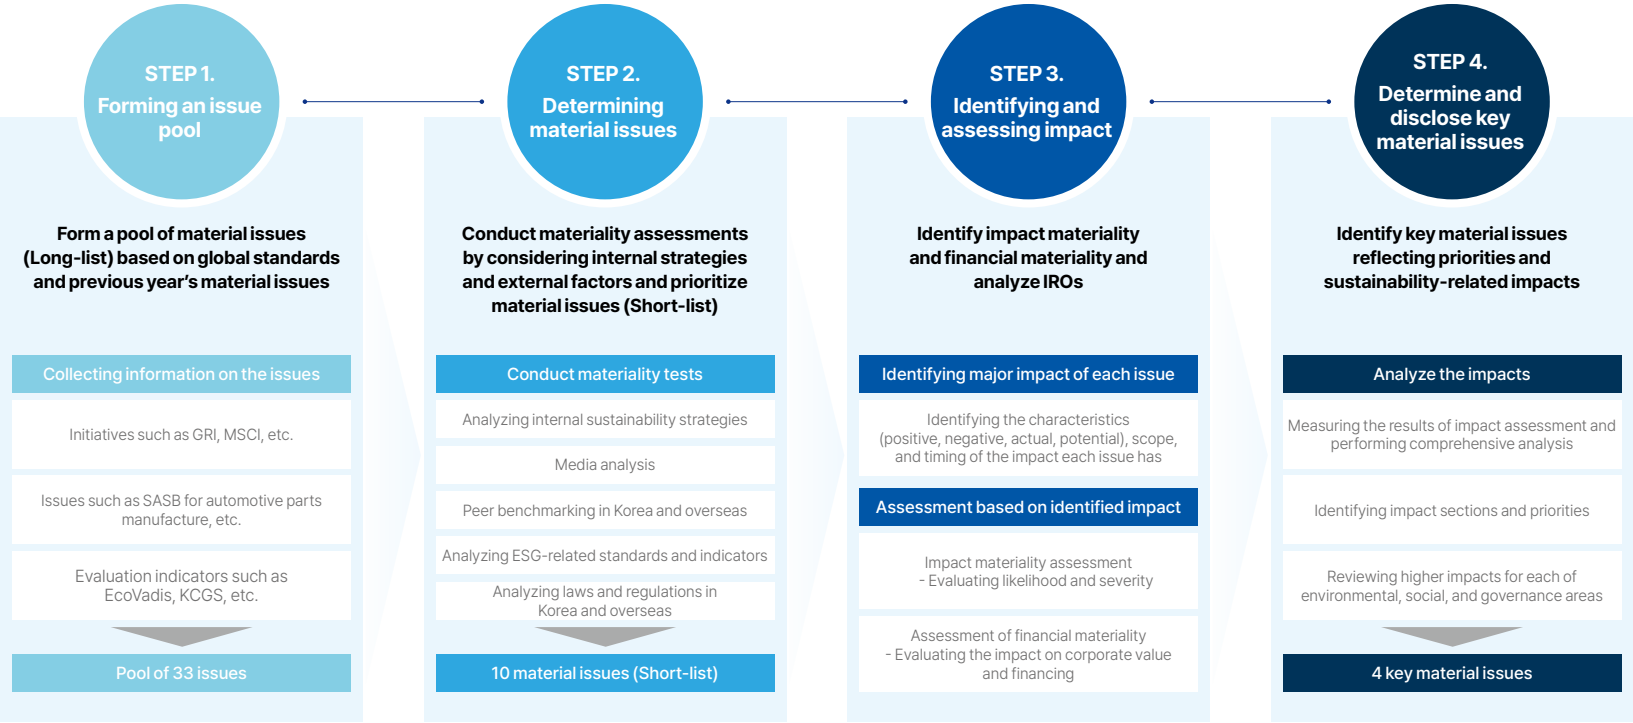 STEP 1.
Forming an issue
pool
Form a pool of material issues
(Long-list) based on global standards
and previous year's material issues
Collecting information on the issues
Initiatives such as GRI, MSCI, etc.
Issues such as SASB for automotive parts
manufacture, etc.
Evaluation indicators such as
EcoVadis, KCGS, etc.
Pool of 33 issues
STEP 2.
Determining
material issues
Conduct materiality assessments
by considering internal strategies
and external factors and prioritize
material issues (Short-list)
Conduct materiality tests
Analyzing internal sustainability strategies
Media analysis
Peer benchmarking in Korea and overseas
Analyzing ESG-related standards and indicators
Analyzing laws and regulations in
Korea and overseas
10 material issues (Short-list)
STEP 3.
Identifying and
assessing impact
Identify impact materiality
and financial materiality and
analyze IROs
Identifying major impact of each issue
Identifying the characteristics
(positive, negative, actual, potential), scope,
and timing of the impact each issue has
Assessment based on identified impact
Impact materiality assessment
- Evaluating likelihood and severity
Assessment of financial materiality
- Evaluating the impact on corporate value
and financing
STEP 4.
Determine and
disclose key
material issues
Identify key material issues
reflecting priorities and
sustainability-related impacts
Analyze the impacts
Measuring the results of impact assessment and
performing comprehensive analysis
Identifying impact sections and priorities
Reviewing higher impacts for each of
environmental, social, and governance areas
4 key material issues